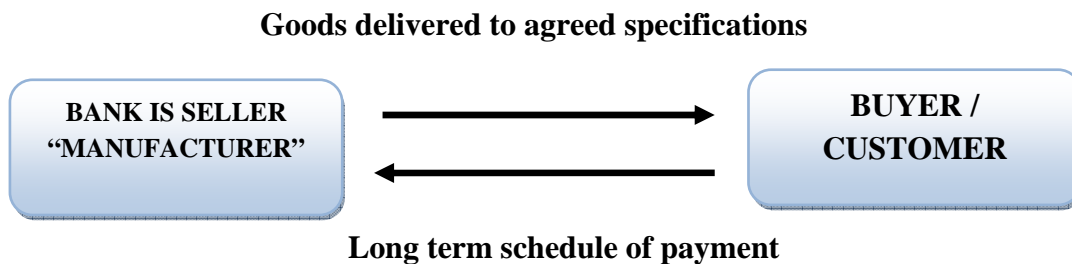 Goods delivered to agreed specifications
BANK IS SELLER
“MANUFACTURER”
BUYER /
CUSTOMER
Long term schedule of payment